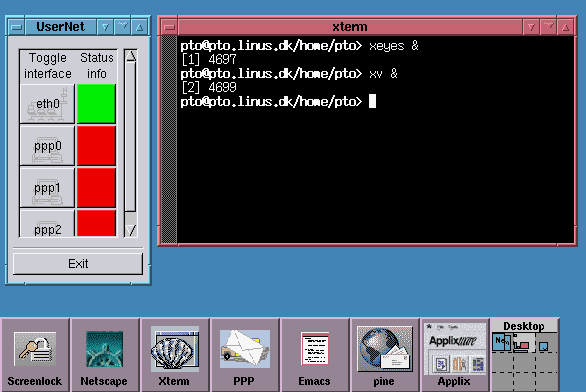 UserNet
Toggle interface
Status info
eth0
ppp0
ppp1
ppp2
Exit
xterm
pto@pto.linus.dk/home/pto> xeyes &
[1] 4697
pto@pto.linus.dk/home/pto> xv &
[2] 4699
pto@pto.linus.dk/home/pto>
Screenlock
Netscape
Xterm
PPP
Emacs
pine
Applixware
Applix
Desktop